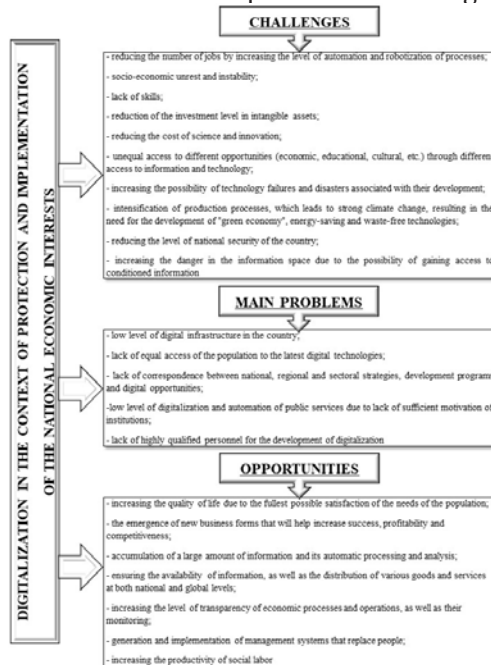 CHALLENGES
- reducing the number of jobs by increasing the level of automation and robotization of processes;
- socio-economic unrest and instability;
- lack of skills;
- reduction of the investment level in intangible assets;
- reducing the cost of science and innovation;
- unequal access to different opportunities (economic, educational, cultural, etc.) through different
access to information and technology;
- increasing the possibility of technology failures and disasters associated with their development;
- intensification of production processes, which leads to strong climate change, resulting in the
need for the development of "green economy", energy-saving and waste-free technologies;
- reducing the level of national security of the country;
- increasing the danger in the information space due to the possibility of gaining access to
conditioned information
MAIN PROBLEMS
- low level of digital infrastructure in the country;
- lack of equal access of the population to the latest digital technologies;
- lack of correspondence between national, regional and sectoral strategies, development programs
and digital opportunities;
-low level of digitalization and automation of public services due to lack of sufficient motivation of
institutions;
- lack of highly qualified personnel for the development of digitalization
OPPORTUNITIES
- increasing the quality of life due to the fullest possible satisfaction of the needs of the population;
- the emergence of new business forms that will help increase success, profitability and
competitiveness;
- accumulation of a large amount of information and its automatic processing and analysis;
- ensuring the availability of information, as well as the distribution of various goods and services
at both national and global levels;
- increasing the level of transparency of economic processes and operations, as well as their
monitoring;
- generation and implementation of management systems that replace people;
- increasing the productivity of social labor
DIGITALIZATION IN THE CONTEXT OF PROTECTION AND IMPLEMENTATION
OF THE NATIONAL ECONOMIC INTERESTS